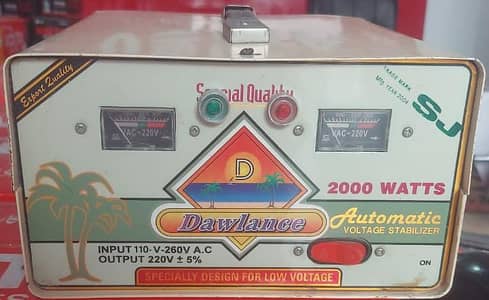 Export Quality
Special Quality
TRADE MARK
SJ
VAC-220V
VAC-220V
D
Dawlance
2000 WATTS
Automatic
VOLTAGE STABILIZER
INPUT 110-V-260V A.C
OUTPUT 220V ± 5%
ON
SPECIALLY DESIGN FOR LOW VOLTAGE